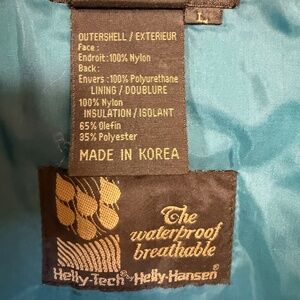 L
OUTERSHELL / EXTERIEUR
Face :
Endroit:100% Nylon
Back:
Envers :100% Polyurethane
LINING / DOUBLURE
100% Nylon
INSULATION / ISOLANT
65% Olefin
35% Polyester
MADE IN KOREA
The
waterproof
breathable
Helly-Tech® Helly-Hansen®